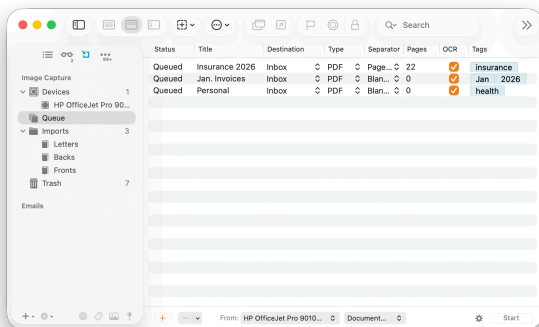 Search
Status Title Destination Type Separator Pages OCR Tags
2 99+
Image Capture
Devices 1
HP OfficeJet Pro 90...
Queue
Imports 3
Letters
Backs
Fronts
Trash 7
Emails
Queued Insurance 2026 Inbox PDF Page... 22 insurance
Queued Jan. Invoices Inbox PDF Blan... 0 Jan 2026
Queued Personal Inbox PDF Blan... 0 health
From: HP OfficeJet Pro 9010... Document... Start